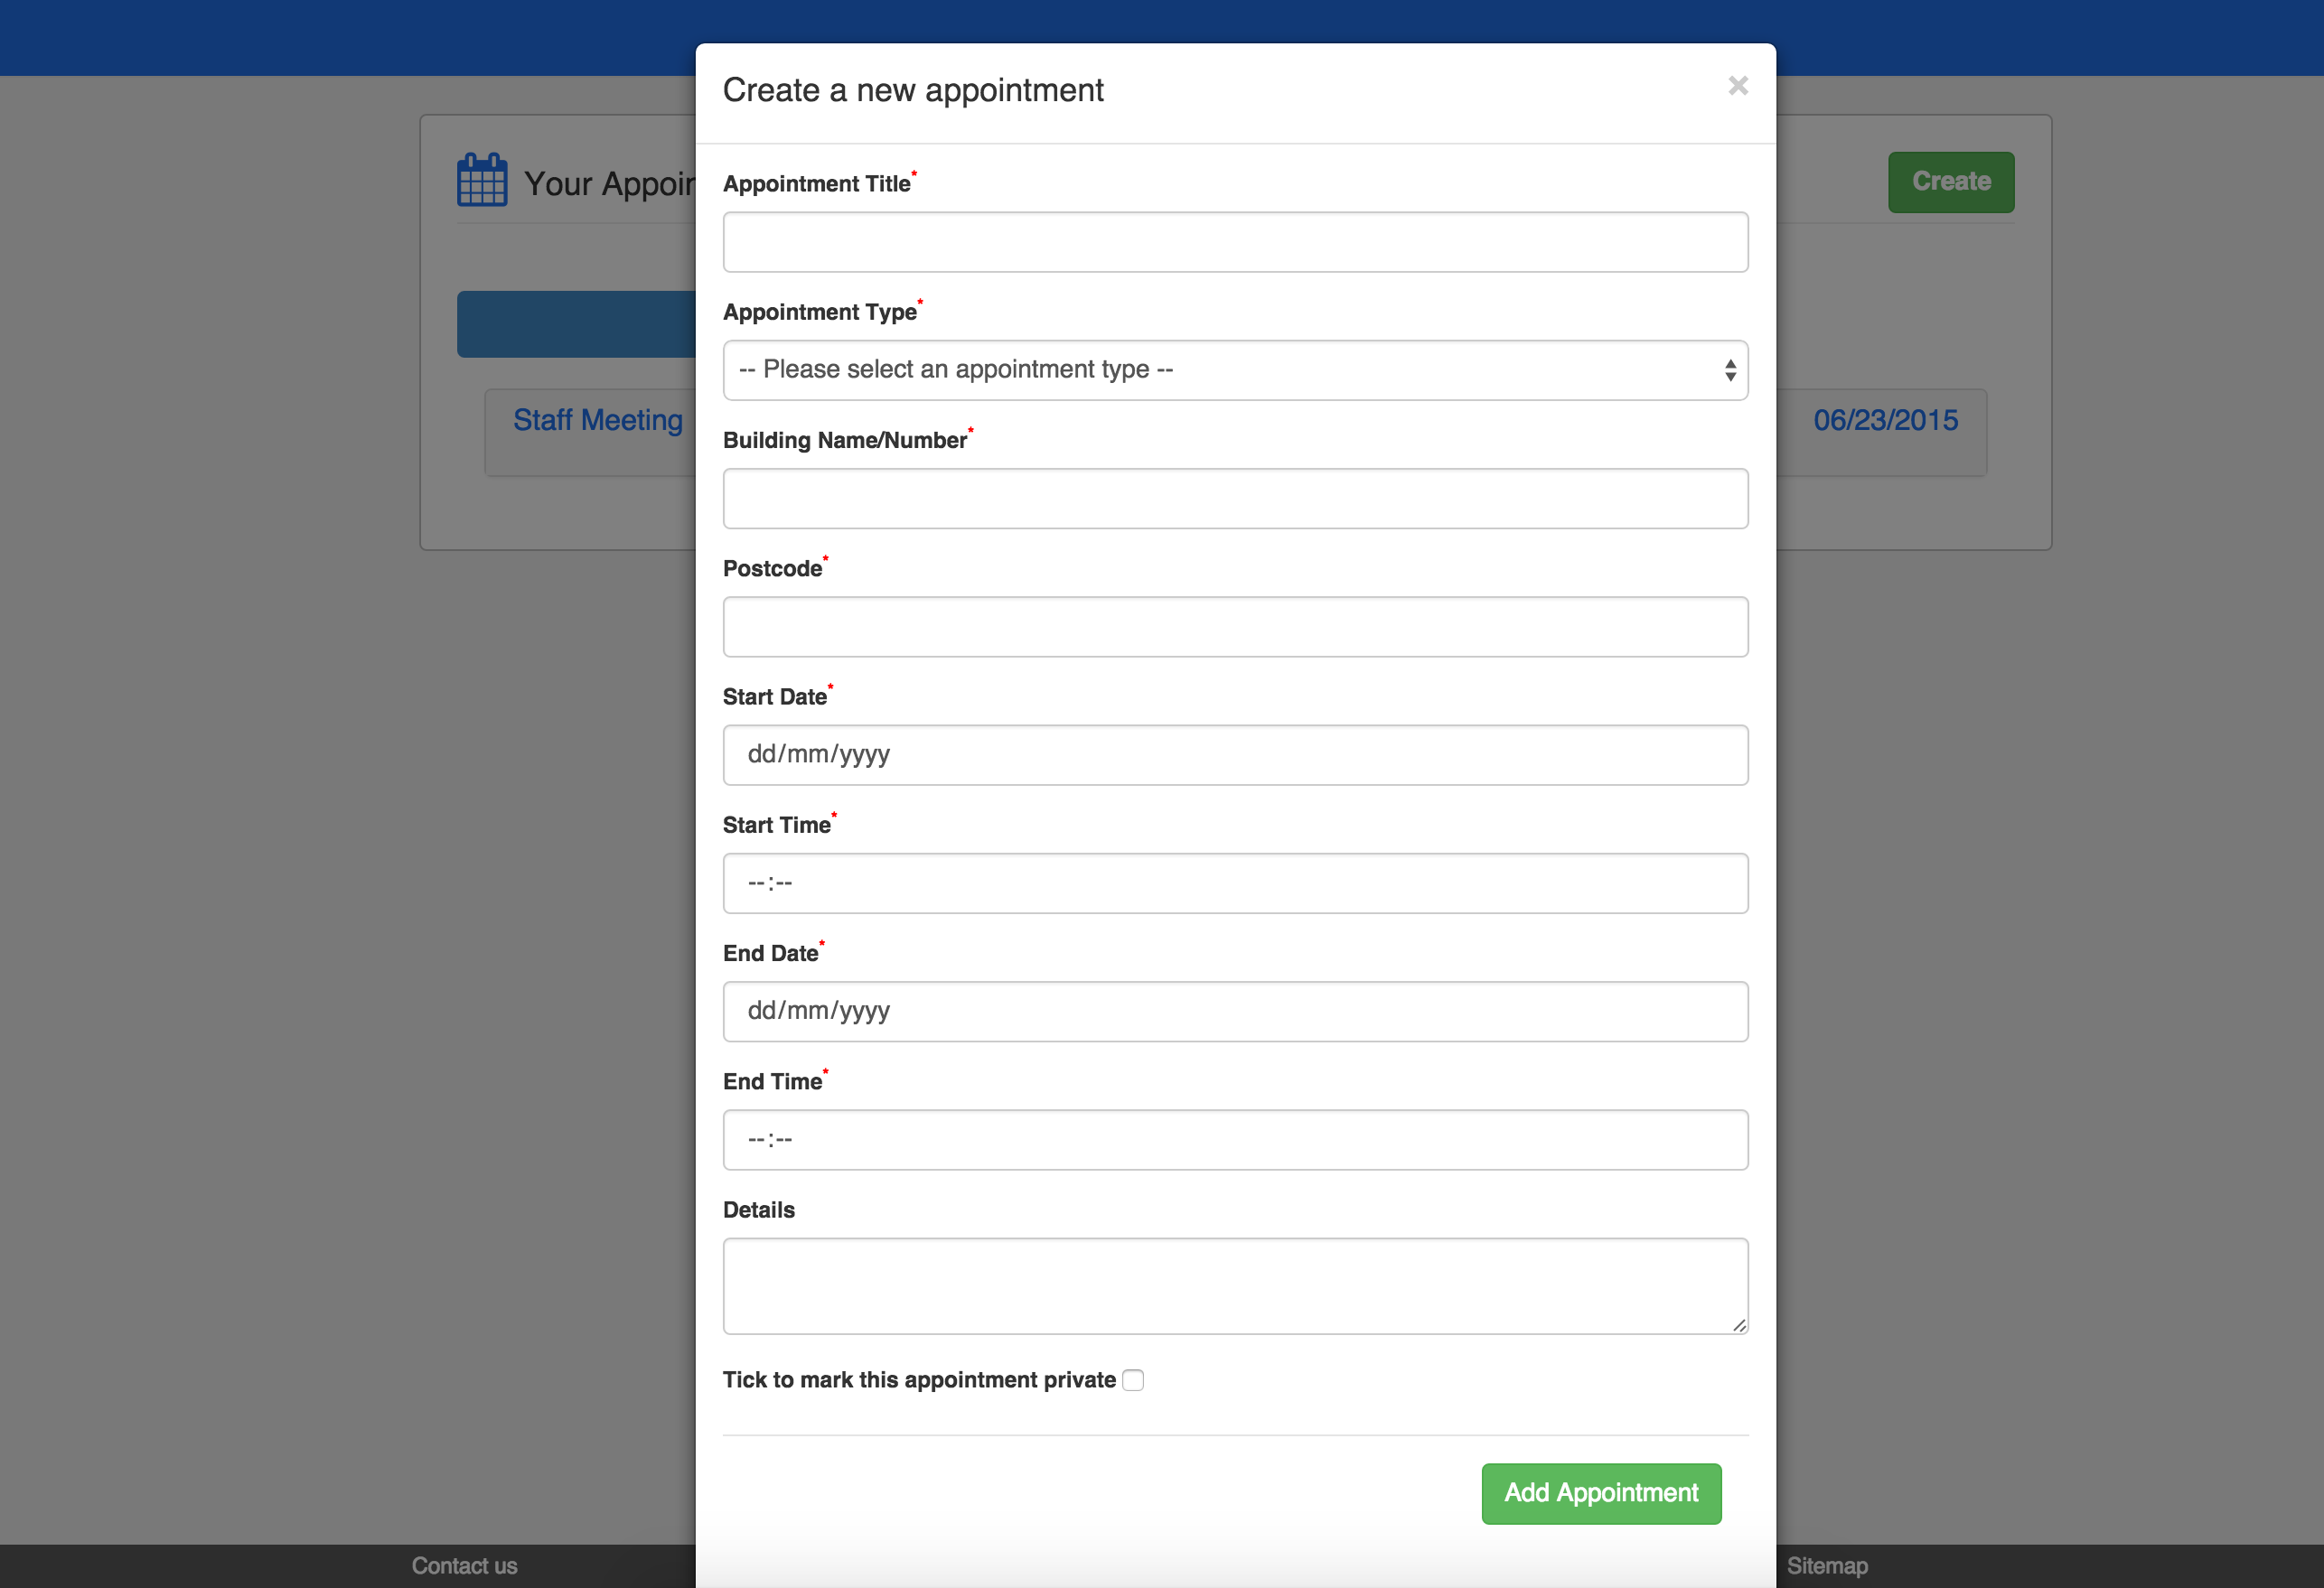 Create a new appointment
×
Your Appoin
Create
Appointment Title*
Appointment Type*
-- Please select an appointment type --
Staff Meeting
06/23/2015
Building Name/Number*
Postcode*
Start Date*
dd/mm/yyyy
Start Time*
--:--
End Date*
dd/mm/yyyy
End Time*
--:--
Details
Tick to mark this appointment private
Add Appointment
Contact us
Sitemap